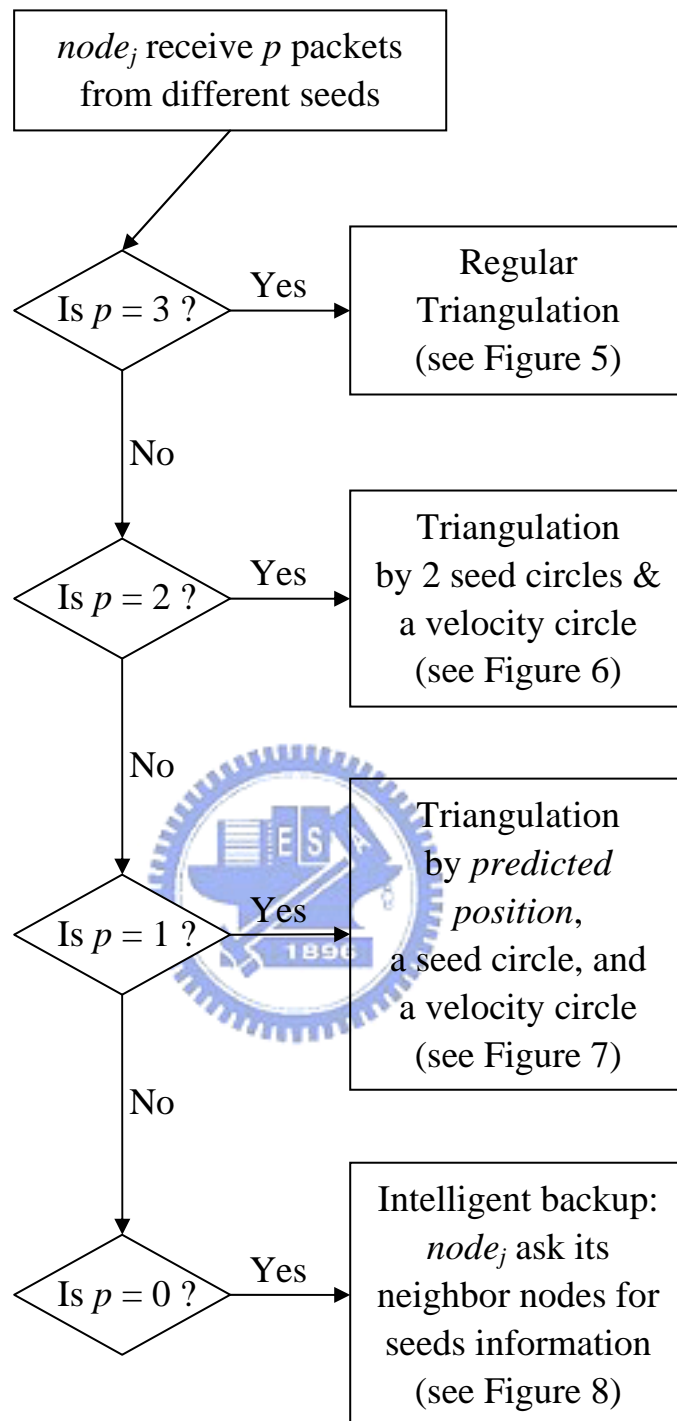 node_j receive p packets
from different seeds
Is p = 3 ?
Yes
Regular
Triangulation
(see Figure 5)
No
Is p = 2 ?
Yes
Triangulation
by 2 seed circles &
a velocity circle
(see Figure 6)
No
E S A
1896
Is p = 1 ?
Yes
Triangulation
by predicted
position,
a seed circle, and
a velocity circle
(see Figure 7)
No
Is p = 0 ?
Yes
Intelligent backup:
node_j ask its
neighbor nodes for
seeds information
(see Figure 8)